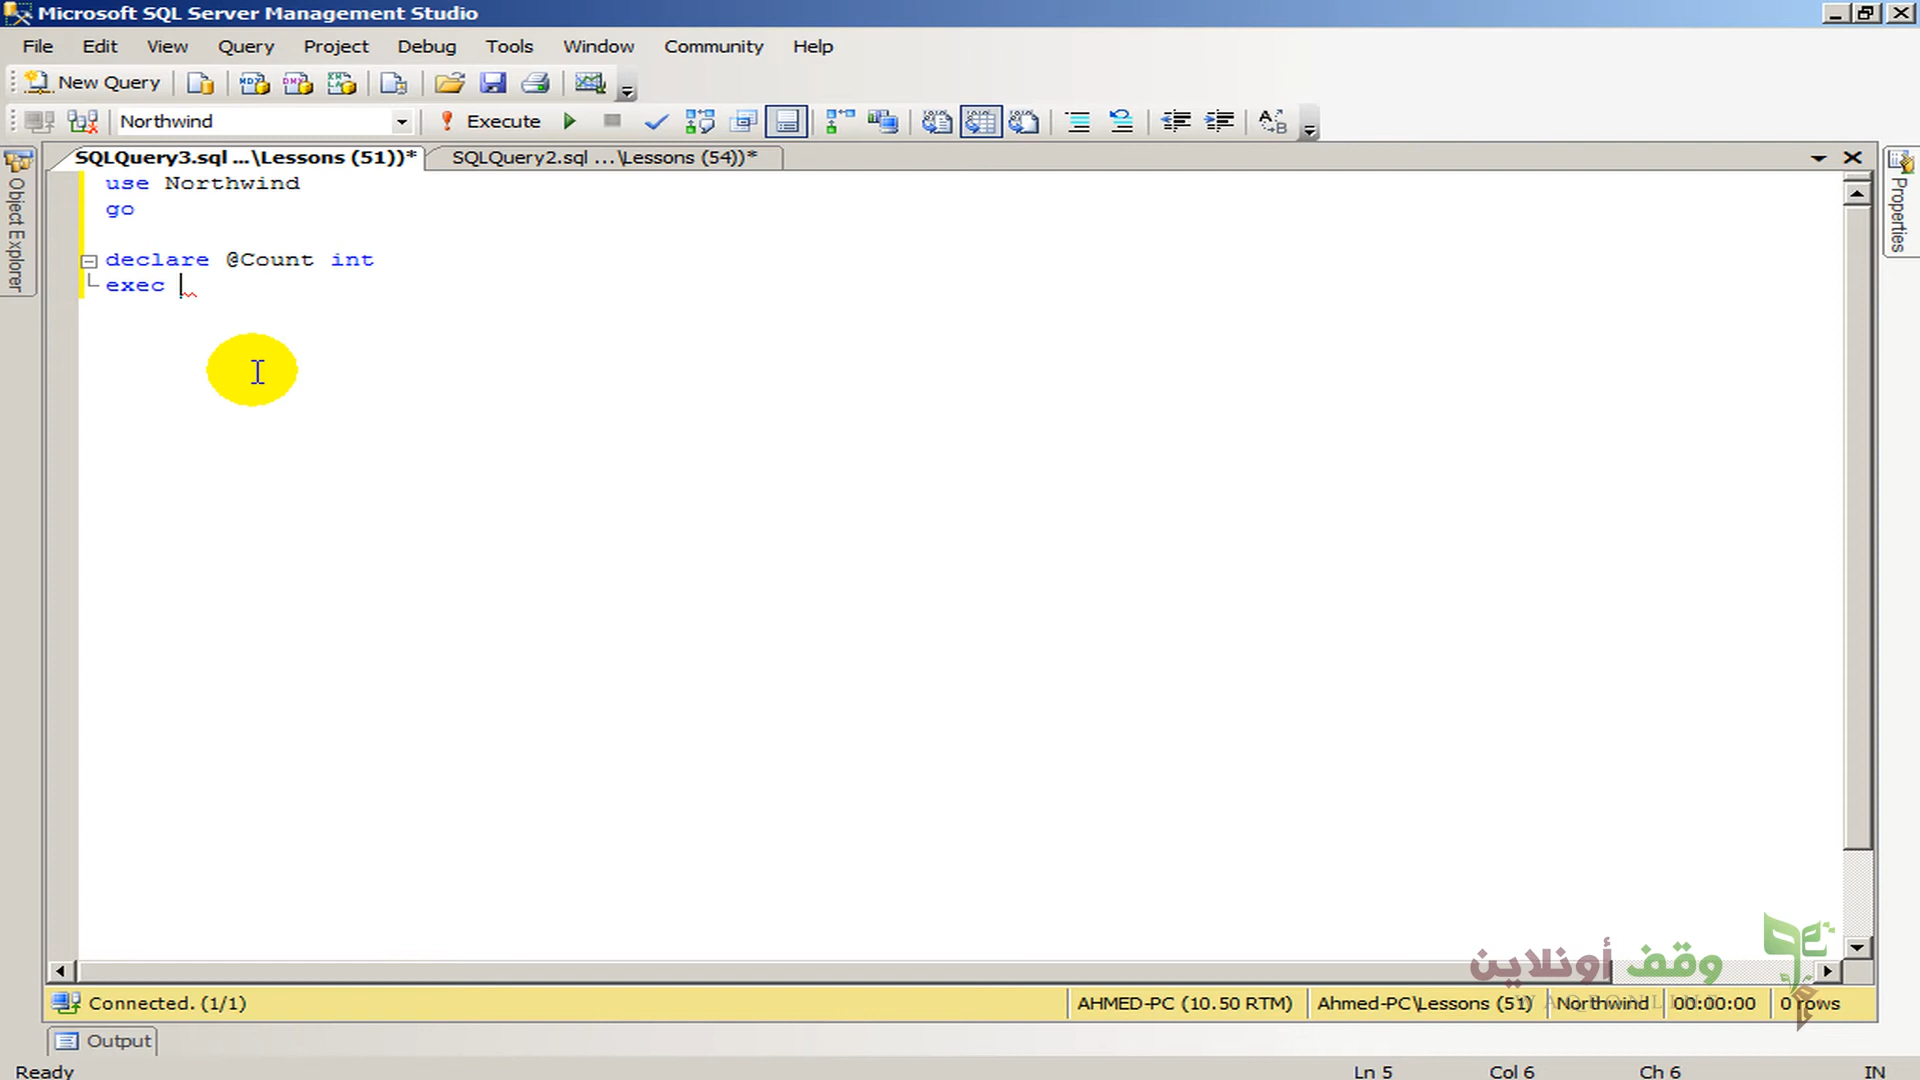 Microsoft SQL Server Management Studio
File Edit View Query Project Debug Tools Window Community Help
New Query
Northwind Execute
SQLQuery3.sql ...\Lessons (51))* SQLQuery2.sql ...\Lessons (54))*
Object Explorer
Properties
use Northwind
go
declare @Count int
exec
وقف أونلاين
Connected. (1/1) AHMED-PC (10.50 RTM) Ahmed-PC\Lessons (51) Northwind 00:00:00 0 rows
Output
Ready Ln 5 Col 6 Ch 6 IN